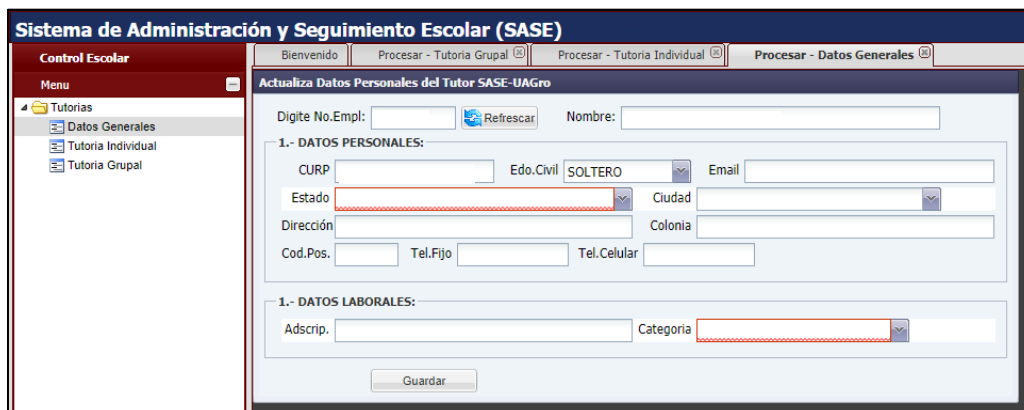 Sistema de Administración y Seguimiento Escolar (SASE)
Control Escolar
Bienvenido Procesar - Tutoria Grupal Procesar - Tutoria Individual Procesar - Datos Generales
Menu
Actualiza Datos Personales del Tutor SASE-UAGro
Tutorias
Datos Generales
Tutoria Individual
Tutoria Grupal
Digite No.Empl: Refrescar Nombre:
1.- DATOS PERSONALES:
CURP Edo.Civil SOLTERO Email
Estado Ciudad
Dirección Colonia
Cod.Pos. Tel.Fijo Tel.Celular
1.- DATOS LABORALES:
Adscrip. Categoria
Guardar